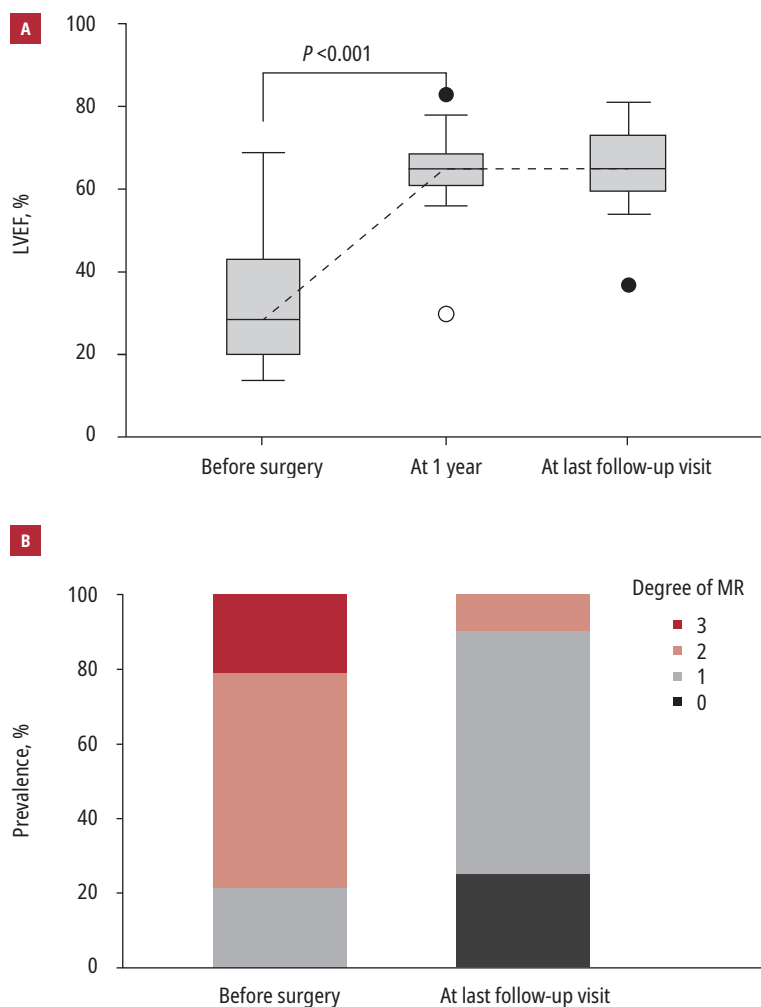 A
100
80
60
40
20
0
LVEF, %
P <0.001
Before surgery
At 1 year
At last follow-up visit
B
100
80
60
40
20
0
Prevalence, %
Degree of MR
3
2
1
0
Before surgery
At last follow-up visit